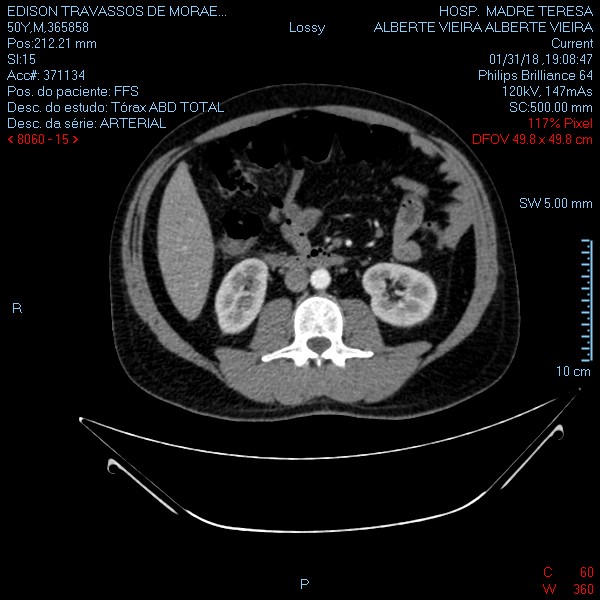 EDISON TRAVASSOS DE MORAE...
50Y,M,365858
Pos:212.21 mm
SI:15
Acc#: 371134
Pos. do paciente: FFS
Desc. do estudo: Tórax ABD TOTAL
Desc. da série: ARTERIAL
< 8060 - 15 >
Lossy
HOSP. MADRE TERESA
ALBERTE VIEIRA ALBERTE VIEIRA
Current
01/31/18 ,19:08:47
Philips Brilliance 64
120kV, 147mAs
SC:500.00 mm
117% Pixel
DFOV 49.8 x 49.8 cm
SW 5.00 mm
R
10 cm
P
C 60
W 360